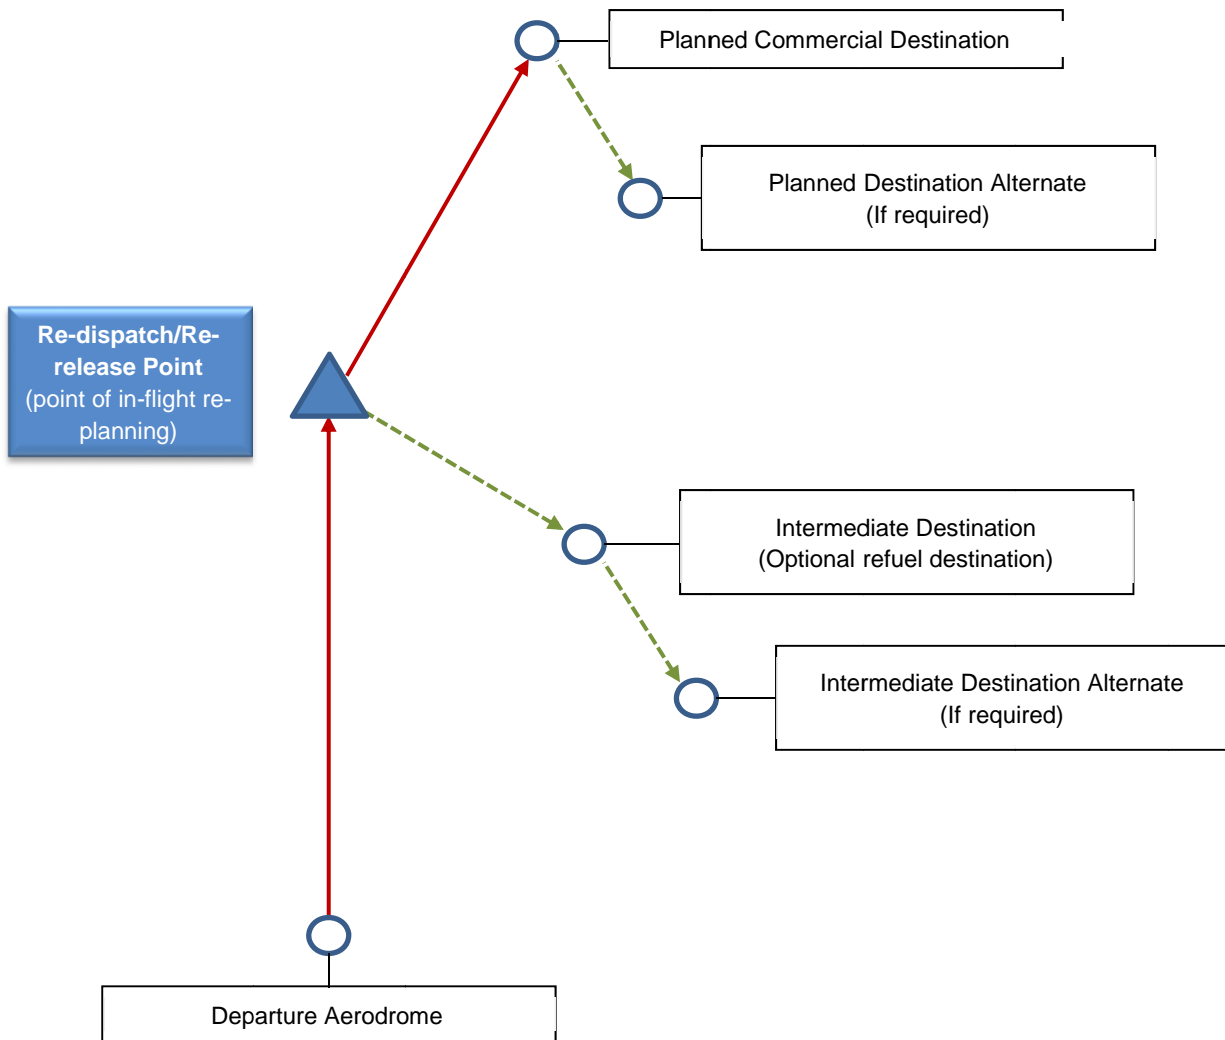 Planned Commercial Destination
Planned Destination Alternate
(If required)
Re-dispatch/Re-
release Point
(point of in-flight re-
planning)
Intermediate Destination
(Optional refuel destination)
Intermediate Destination Alternate
(If required)
Departure Aerodrome